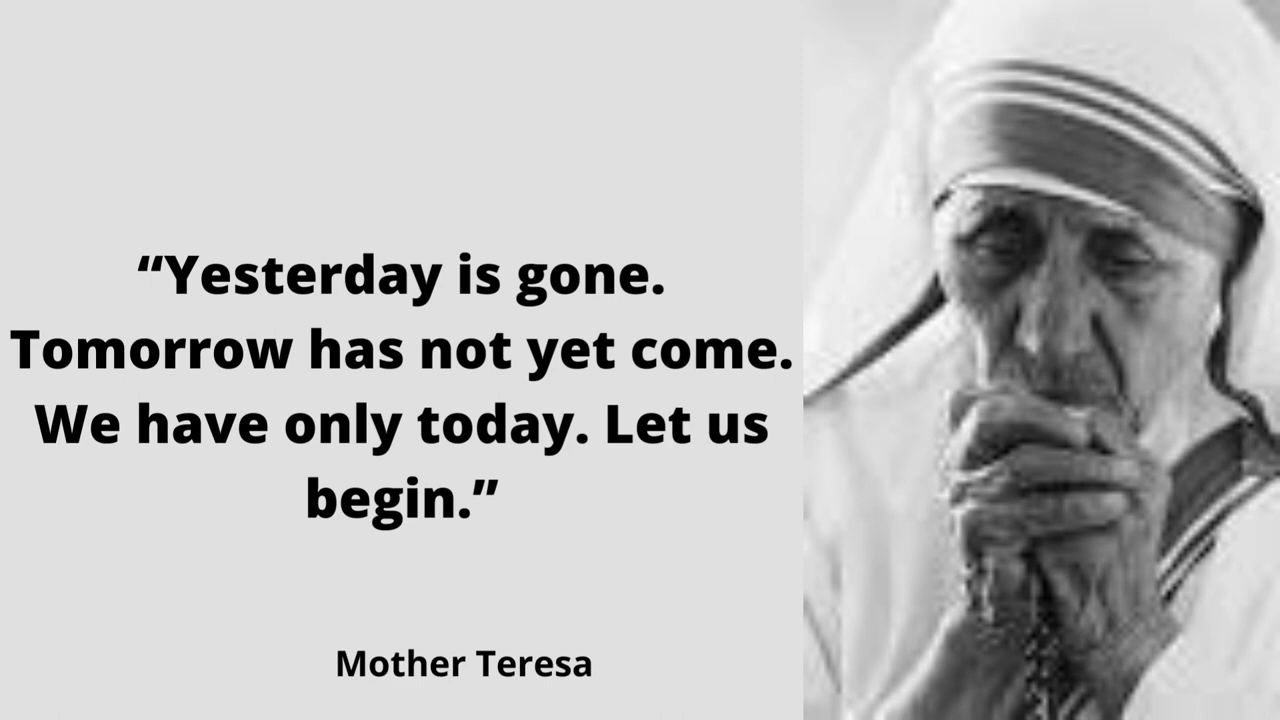 “Yesterday is gone.
Tomorrow has not yet come.
We have only today. Let us
begin.”
Mother Teresa